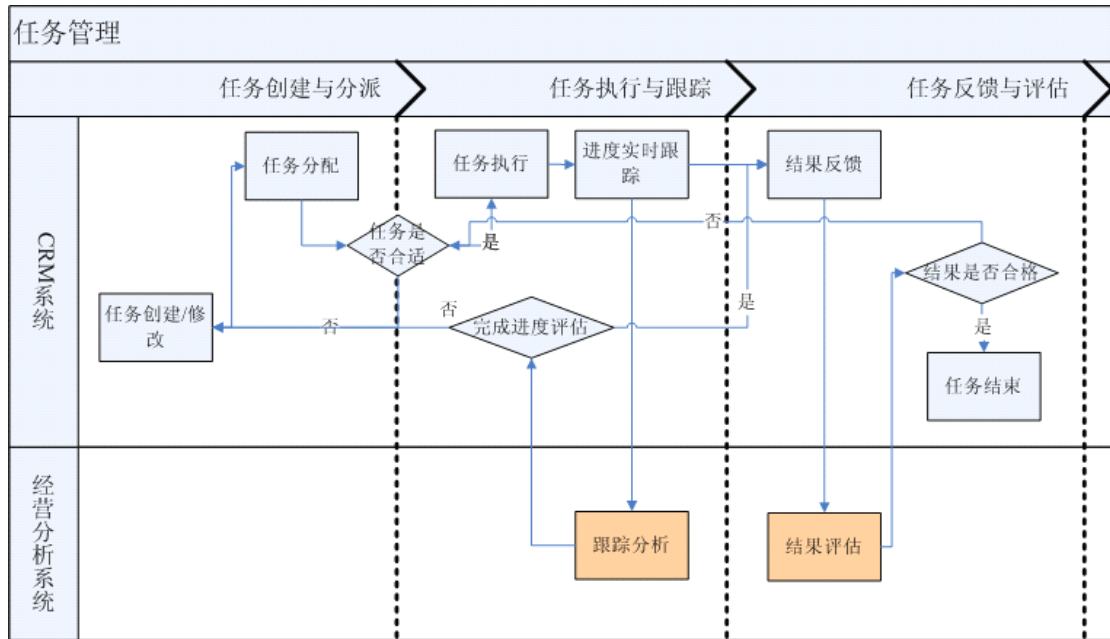 任务管理
任务创建与分派
任务执行与跟踪
任务反馈与评估
CRM系统
任务分配
任务执行
进度实时跟
踪
结果反馈
任务是
否合适
是
否
结果是否合格
任务创建/修
改
否
否
完成进度评估
是
是
任务结束
经营分析系统
跟踪分析
结果评估